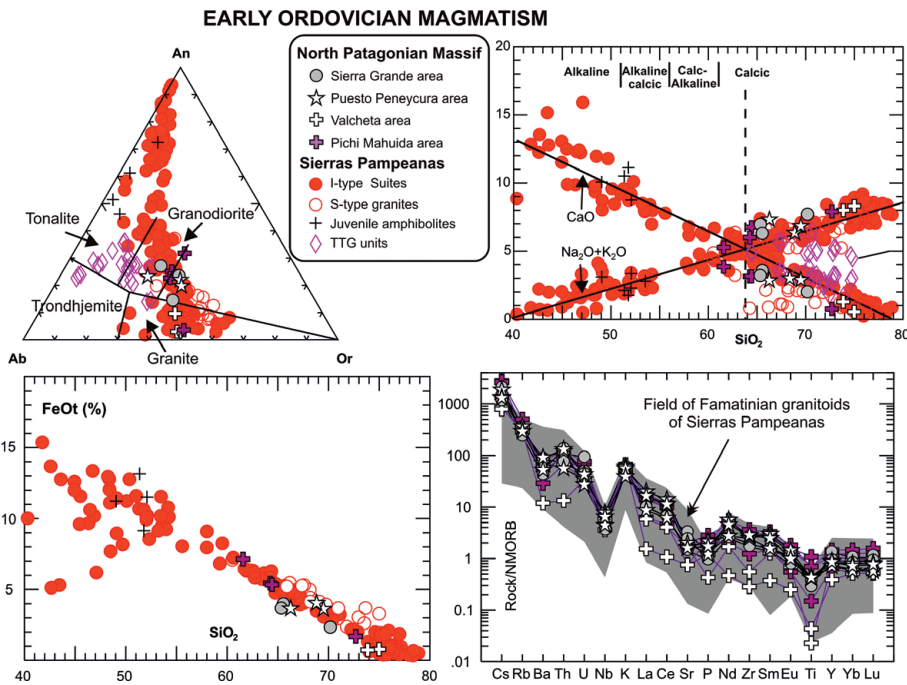 EARLY ORDOVICIAN MAGMATISM
An
Tonalite
Granodiorite
Trondhjemite
Granite
Ab
Or
North Patagonian Massif
Sierra Grande area
Puesto Peneycura area
Valcheta area
Pichi Mahuida area
Sierras Pampeanas
I-type Suites
S-type granites
Juvenile amphibolites
TTG units
20
15
10
5
0
Alkaline
Alkaline
calcic
Calc-
Alkaline
Calcic
CaO
Na2O+K2O
40
50
60
70
80
SiO2
FeOt (%)
15
10
5
SiO2
40
50
60
70
80
Field of Famatinian granitoids
of Sierras Pampeanas
Rock/NMORB
1000
100
10
1
0.1
.01
Cs Rb Ba Th U Nb K La Ce Sr P Nd Zr Sm Eu Ti Y Yb Lu